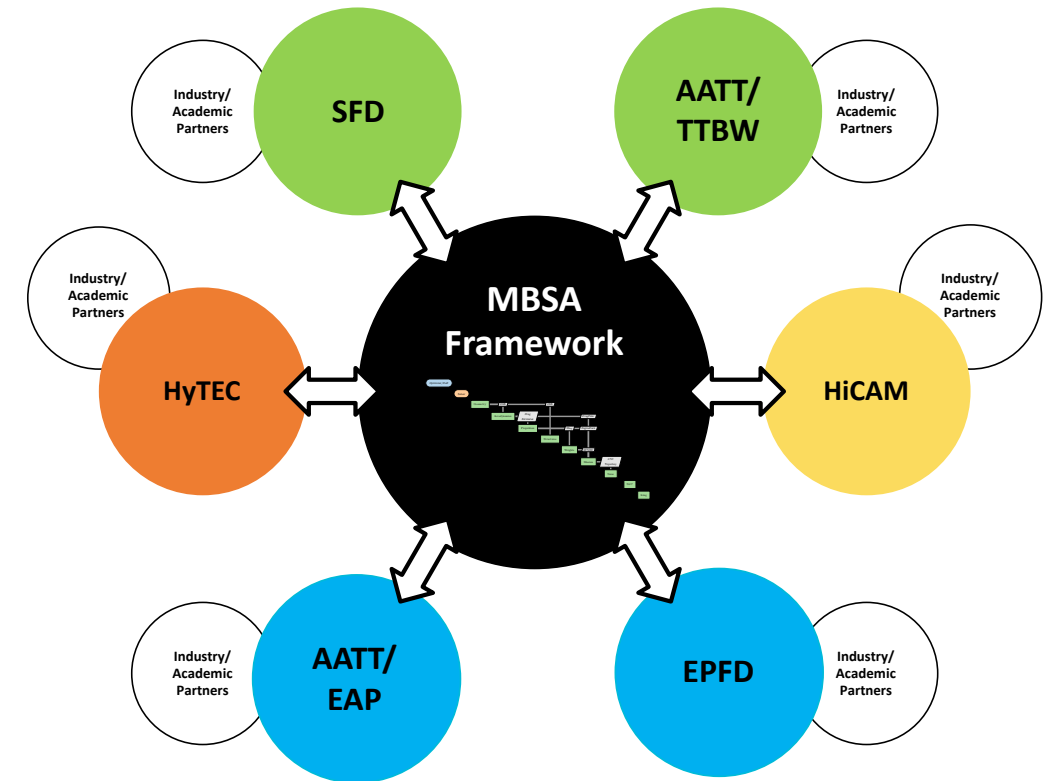 Industry/
Academic
Partners
SFD
AATT/
TTBW
Industry/
Academic
Partners
Industry/
Academic
Partners
HyTEC
MBSA
Framework
Industry/
Academic
Partners
HiCAM
Industry/
Academic
Partners
AATT/
EAP
EPFD
Industry/
Academic
Partners